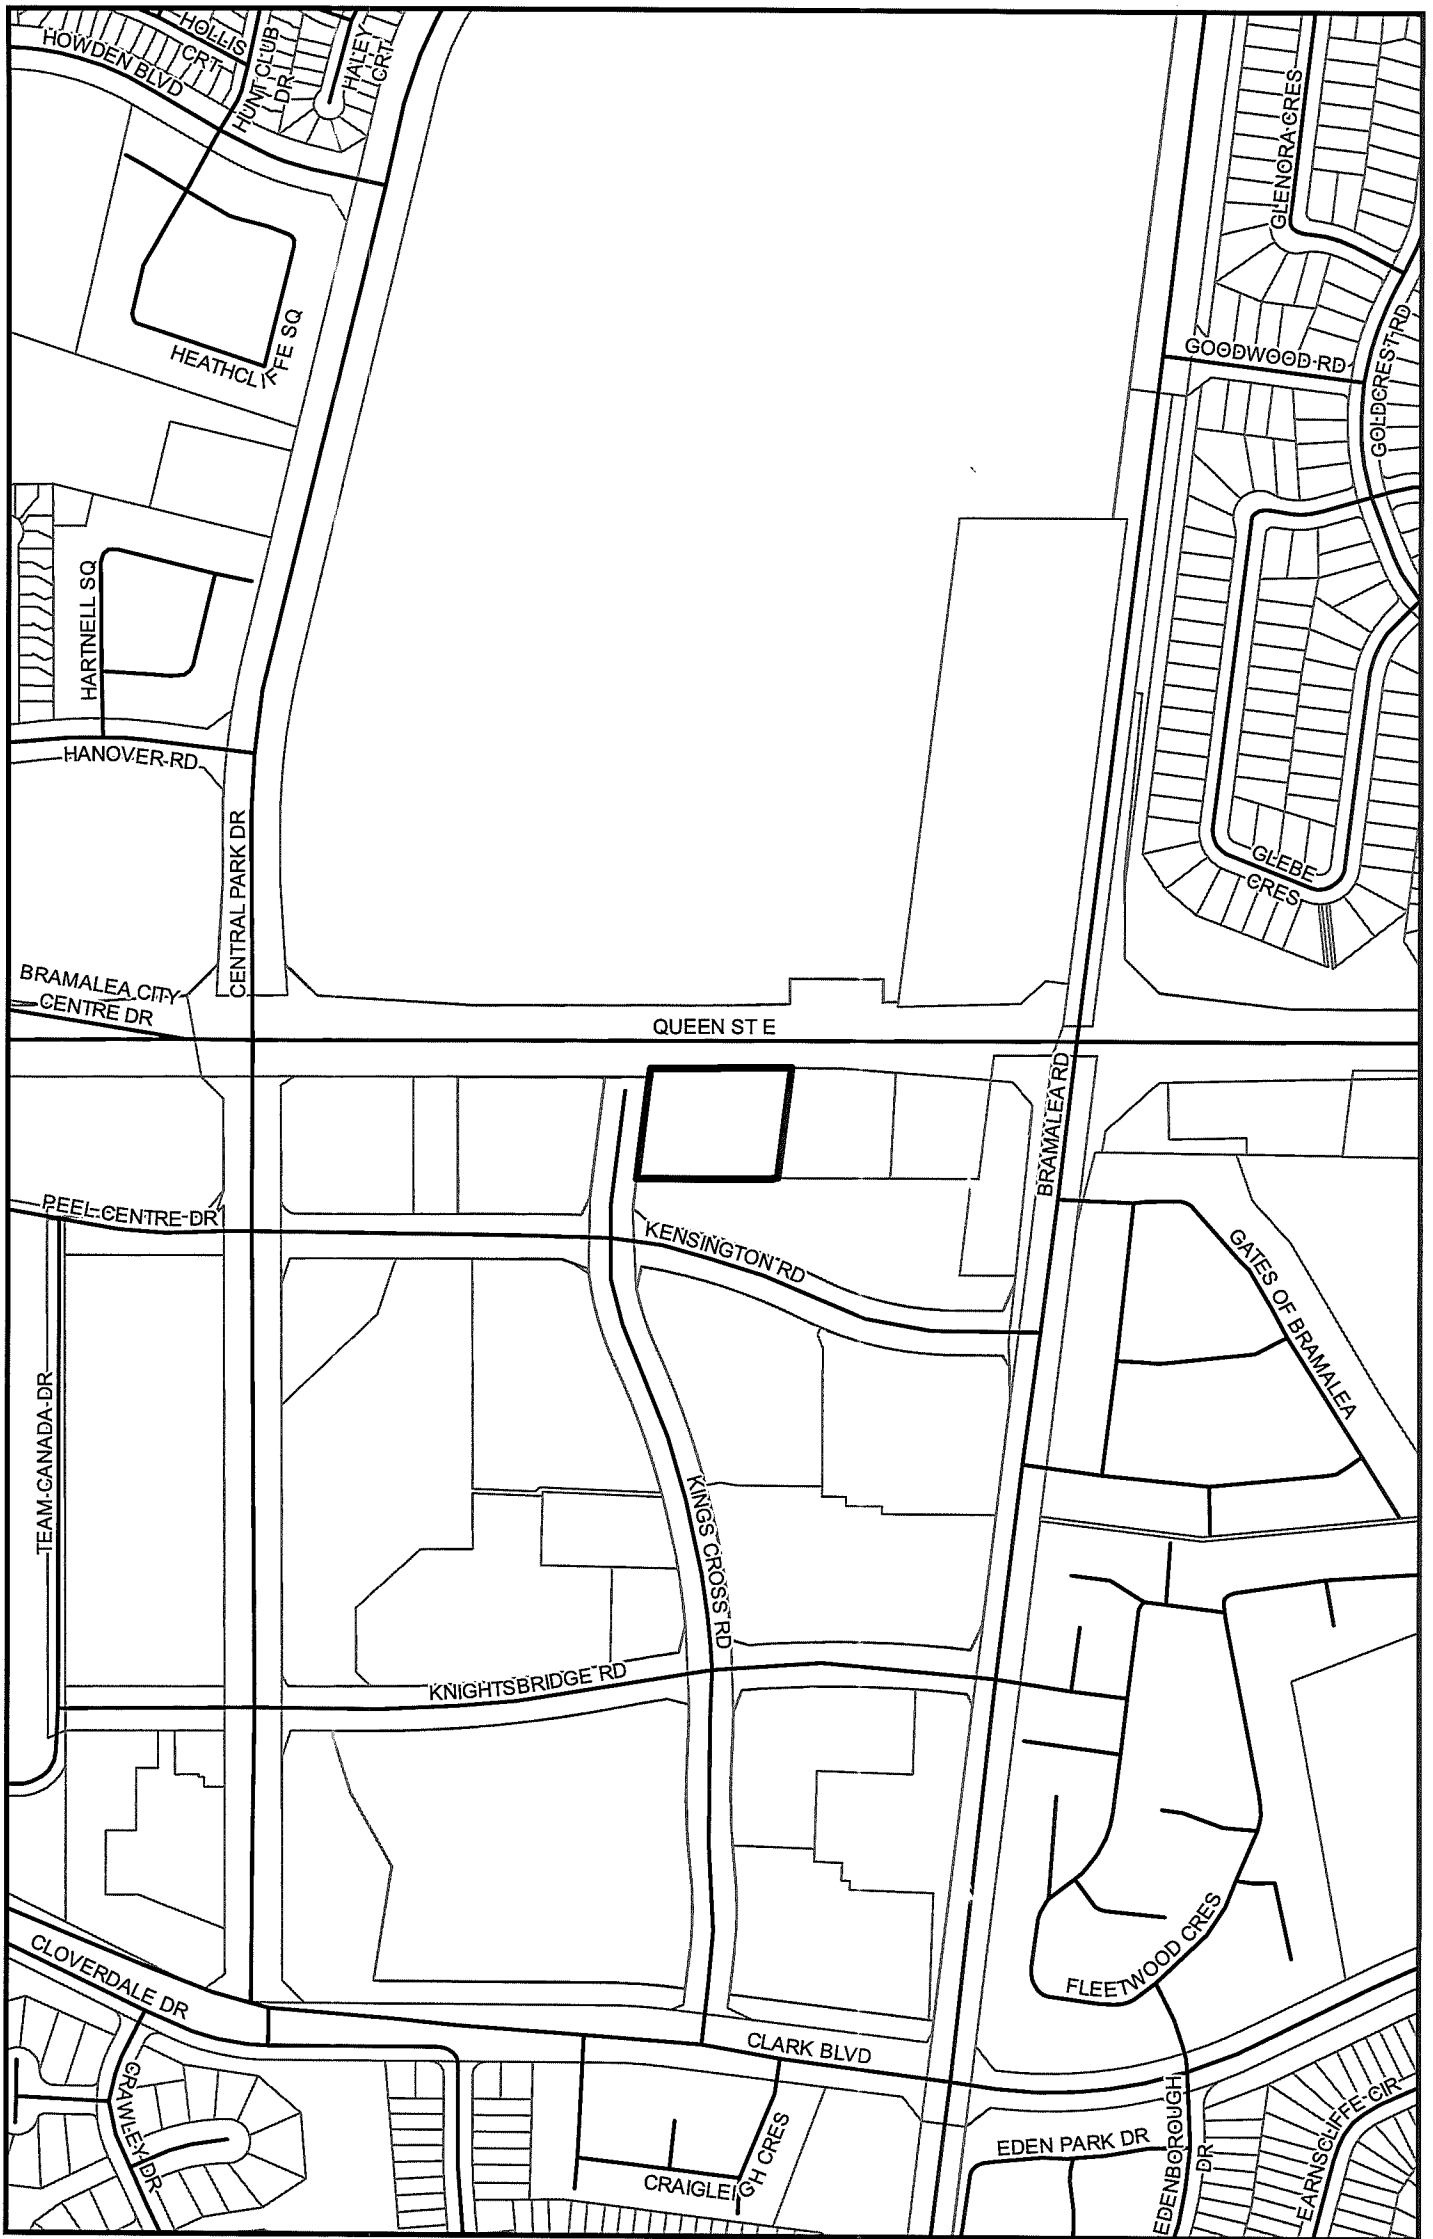 HOLLIS
CRT
HOWDEN BLVD
HUNT CLUB
DR
HALEY
CRT
GLENORA CRES
HEATHCLIFFE SQ
GOODWOOD RD
GOLDCREST RD
HARTNELL SQ
HANOVER RD
CENTRAL PARK DR
GLEBE
CRES
BRAMALEA CITY
CENTRE DR
QUEEN ST E
BRAMALEA RD
PEEL CENTRE DR
KENSINGTON RD
GATES OF BRAMALEA
TEAM CANADA DR
KINGS CROSS RD
KNIGHTSBRIDGE RD
FLEETWOOD CRES
CLOVERDALE DR
CLARK BLVD
CRAWLEY DR
CRAIGLEIGH CRES
EDEN PARK DR
EDENBOROUGH
DR
EARNSCLIFFE CIR